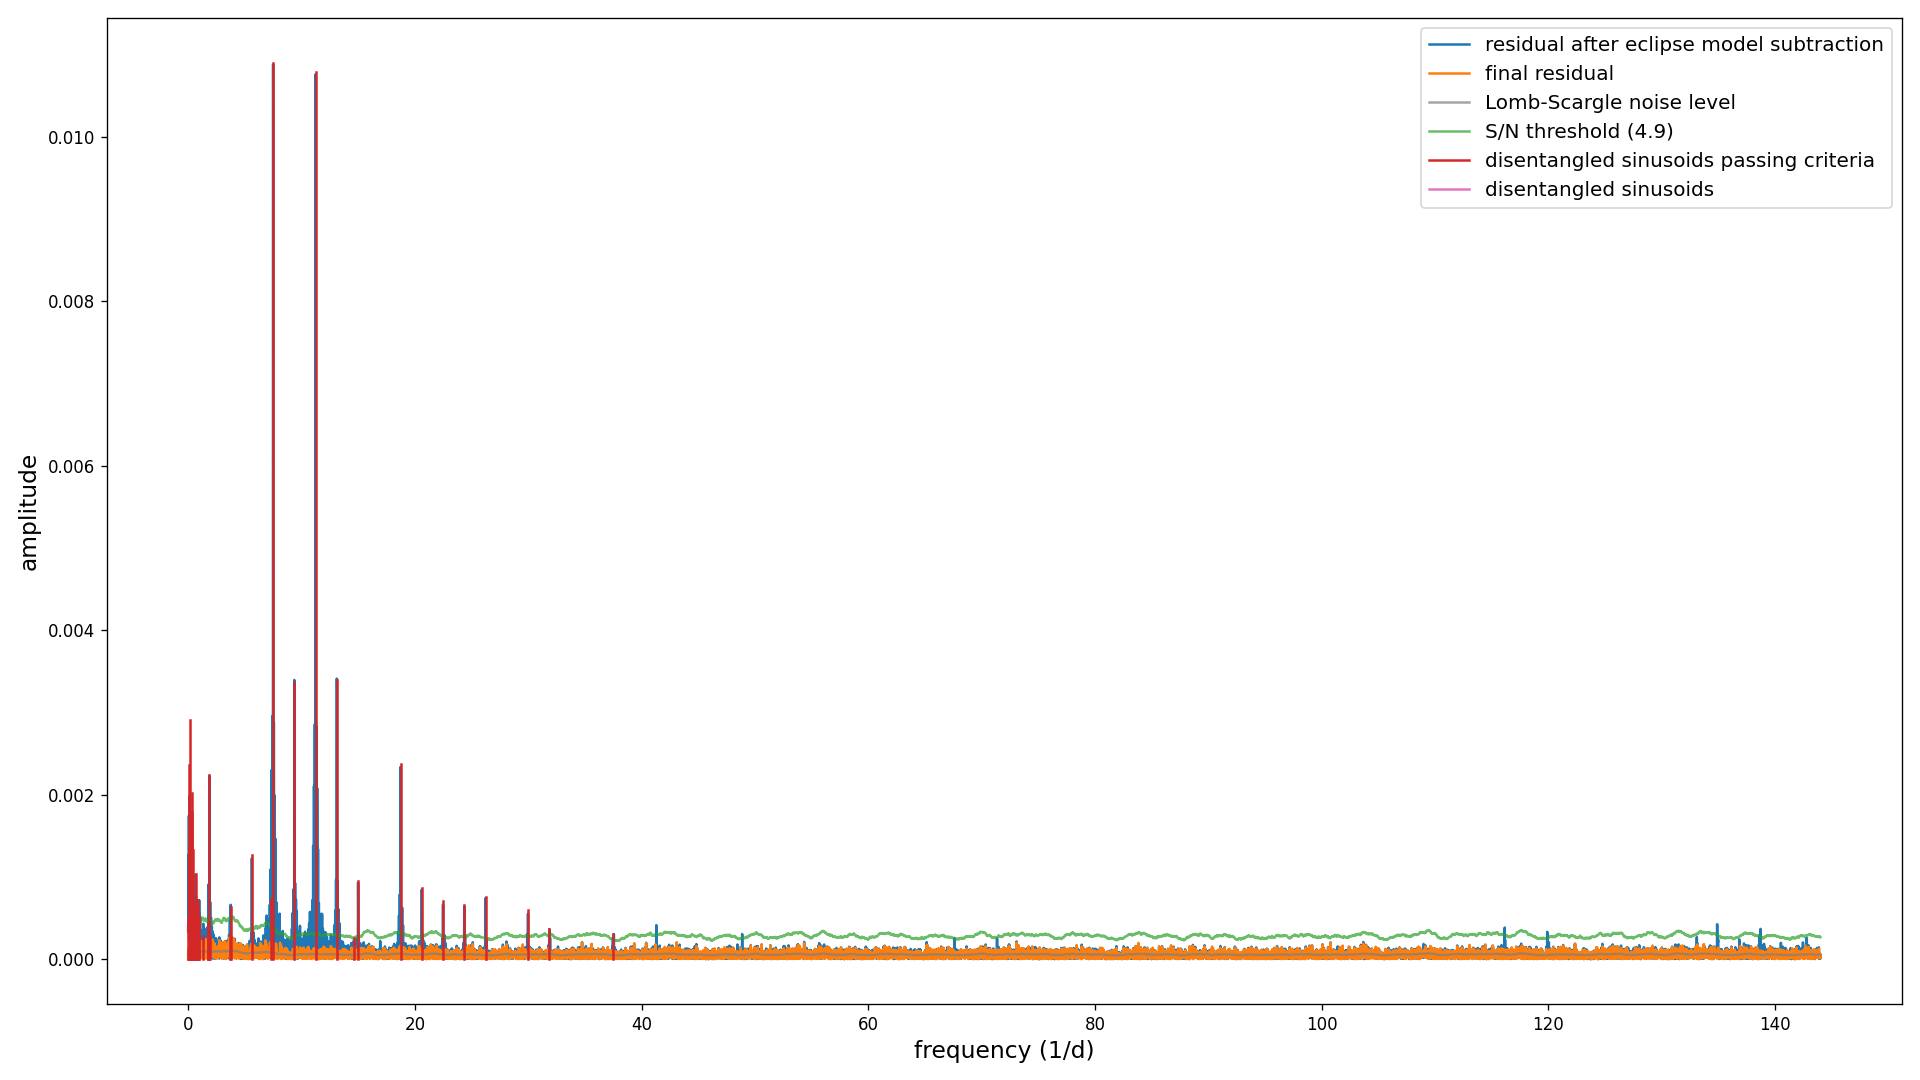 residual after eclipse model subtraction
final residual
Lomb-Scargle noise level
S/N threshold (4.9)
disentangled sinusoids passing criteria
disentangled sinusoids
0.010
0.008
0.006
0.004
0.002
0.000
amplitude
0 20 40 60 80 100 120 140
frequency (1/d)